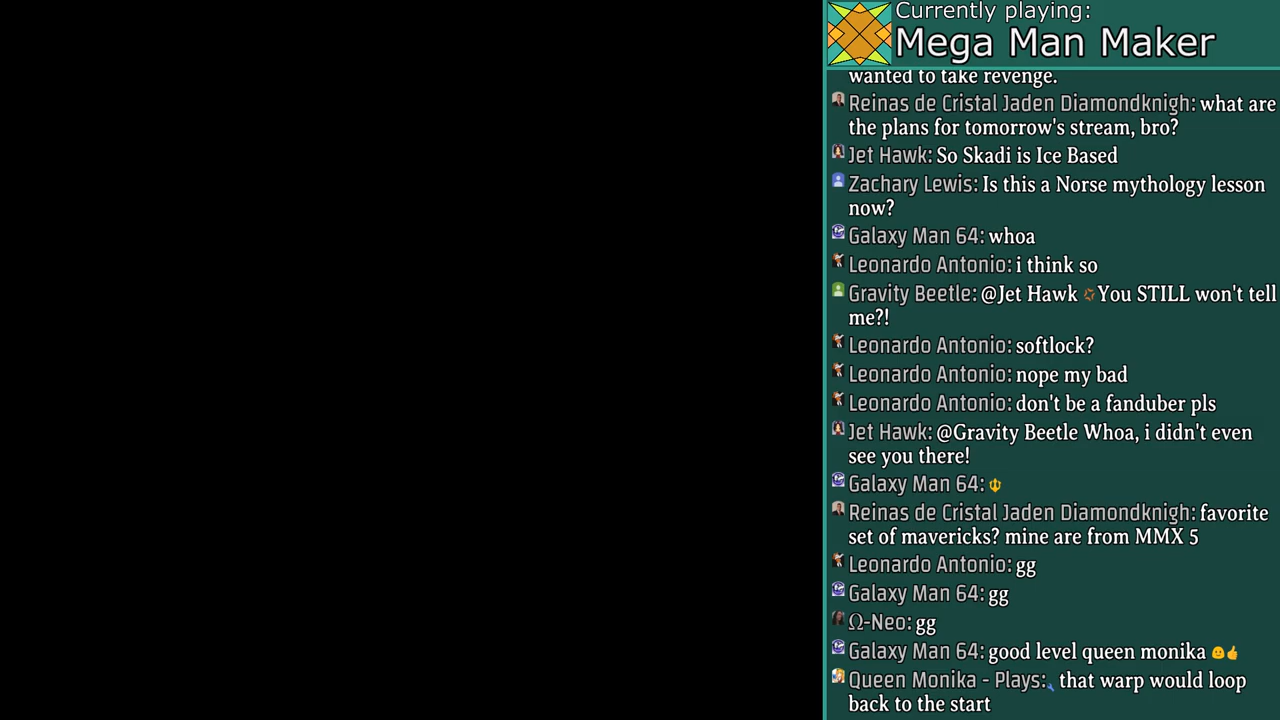 Currently playing:
Mega Man Maker
wanted to take revenge.
Reinas de Cristal Jaden Diamondknigh: what are
the plans for tomorrow's stream, bro?
Jet Hawk: So Skadi is Ice Based
Zachary Lewis: Is this a Norse mythology lesson
now?
Galaxy Man 64: whoa
Leonardo Antonio: i think so
Gravity Beetle: @Jet Hawk 💢You STILL won't tell
me?!
Leonardo Antonio: softlock?
Leonardo Antonio: nope my bad
Leonardo Antonio: don't be a fanduber pls
Jet Hawk: @Gravity Beetle Whoa, i didn't even
see you there!
Galaxy Man 64: 🔱
Reinas de Cristal Jaden Diamondknigh: favorite
set of mavericks? mine are from MMX 5
Leonardo Antonio: gg
Galaxy Man 64: gg
Ω-Neo: gg
Galaxy Man 64: good level queen monika 🙂👍
Queen Monika - Plays:🔧 that warp would loop
back to the start